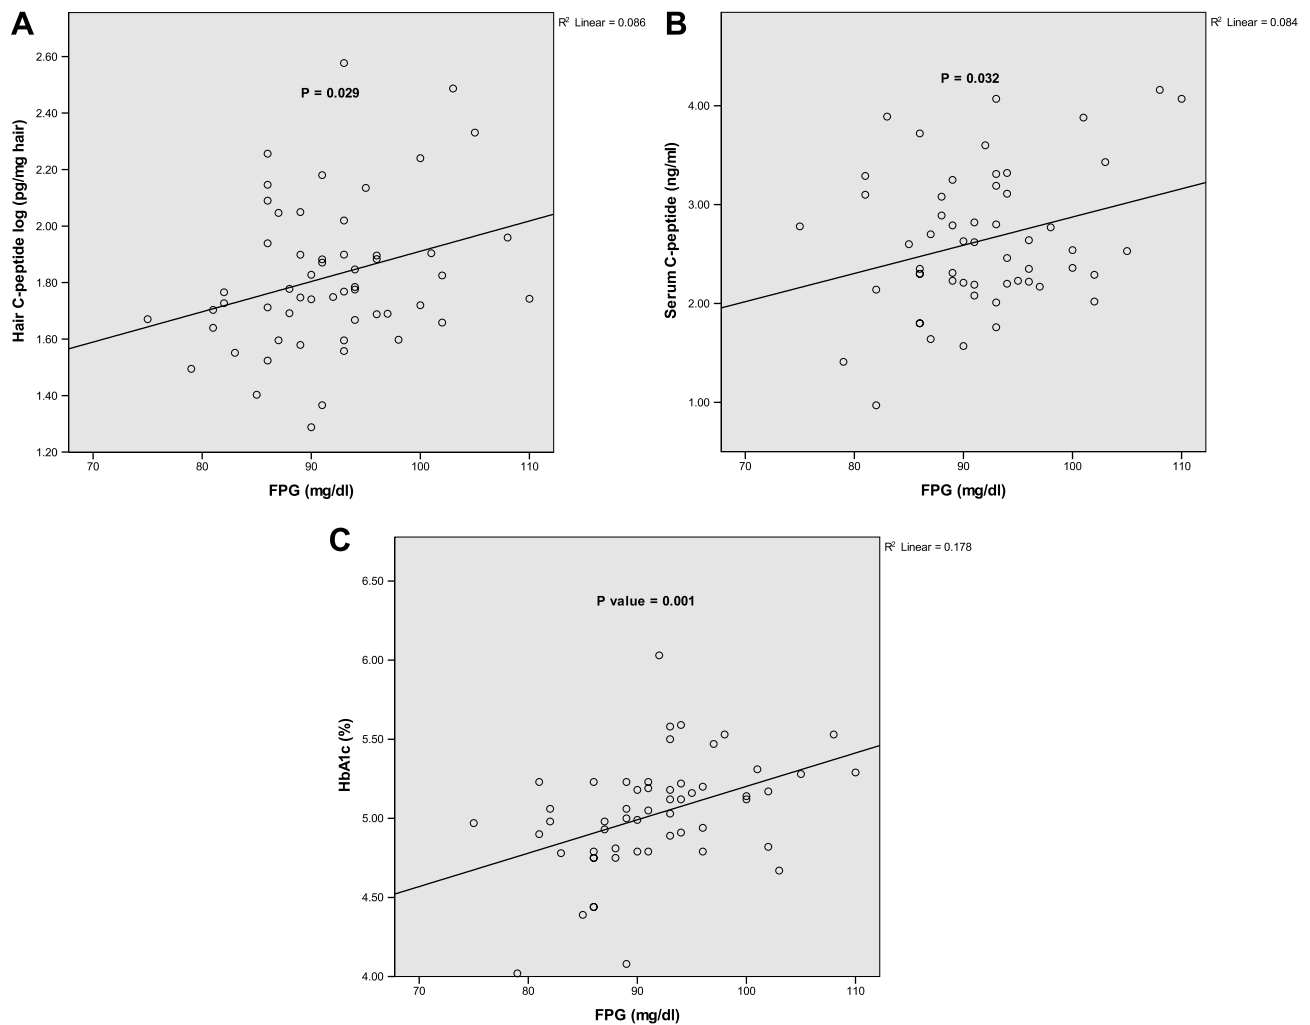 A
R² Linear = 0.086
P = 0.029
Hair C-peptide log (pg/mg hair)
2.60
2.40
2.20
2.00
1.80
1.60
1.40
1.20
70 80 90 100 110
FPG (mg/dl)
B
R² Linear = 0.084
P = 0.032
Serum C-peptide (ng/ml)
4.00
3.00
2.00
1.00
70 80 90 100 110
FPG (mg/dl)
C
R² Linear = 0.178
P value = 0.001
HbA1c (%)
6.50
6.00
5.50
5.00
4.50
4.00
70 80 90 100 110
FPG (mg/dl)